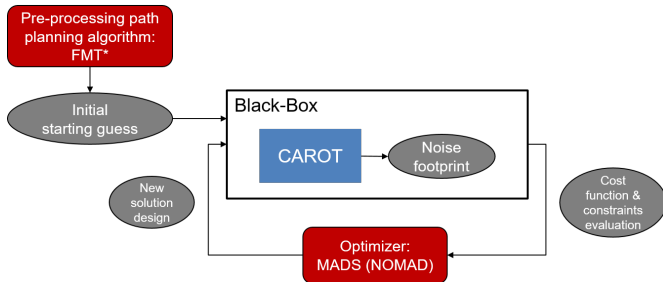 Pre-processing path
planning algorithm:
FMT*
Initial
starting guess
Black-Box
CAROT
Noise
footprint
New
solution
design
Cost
function &
constraints
evaluation
Optimizer:
MADS (NOMAD)